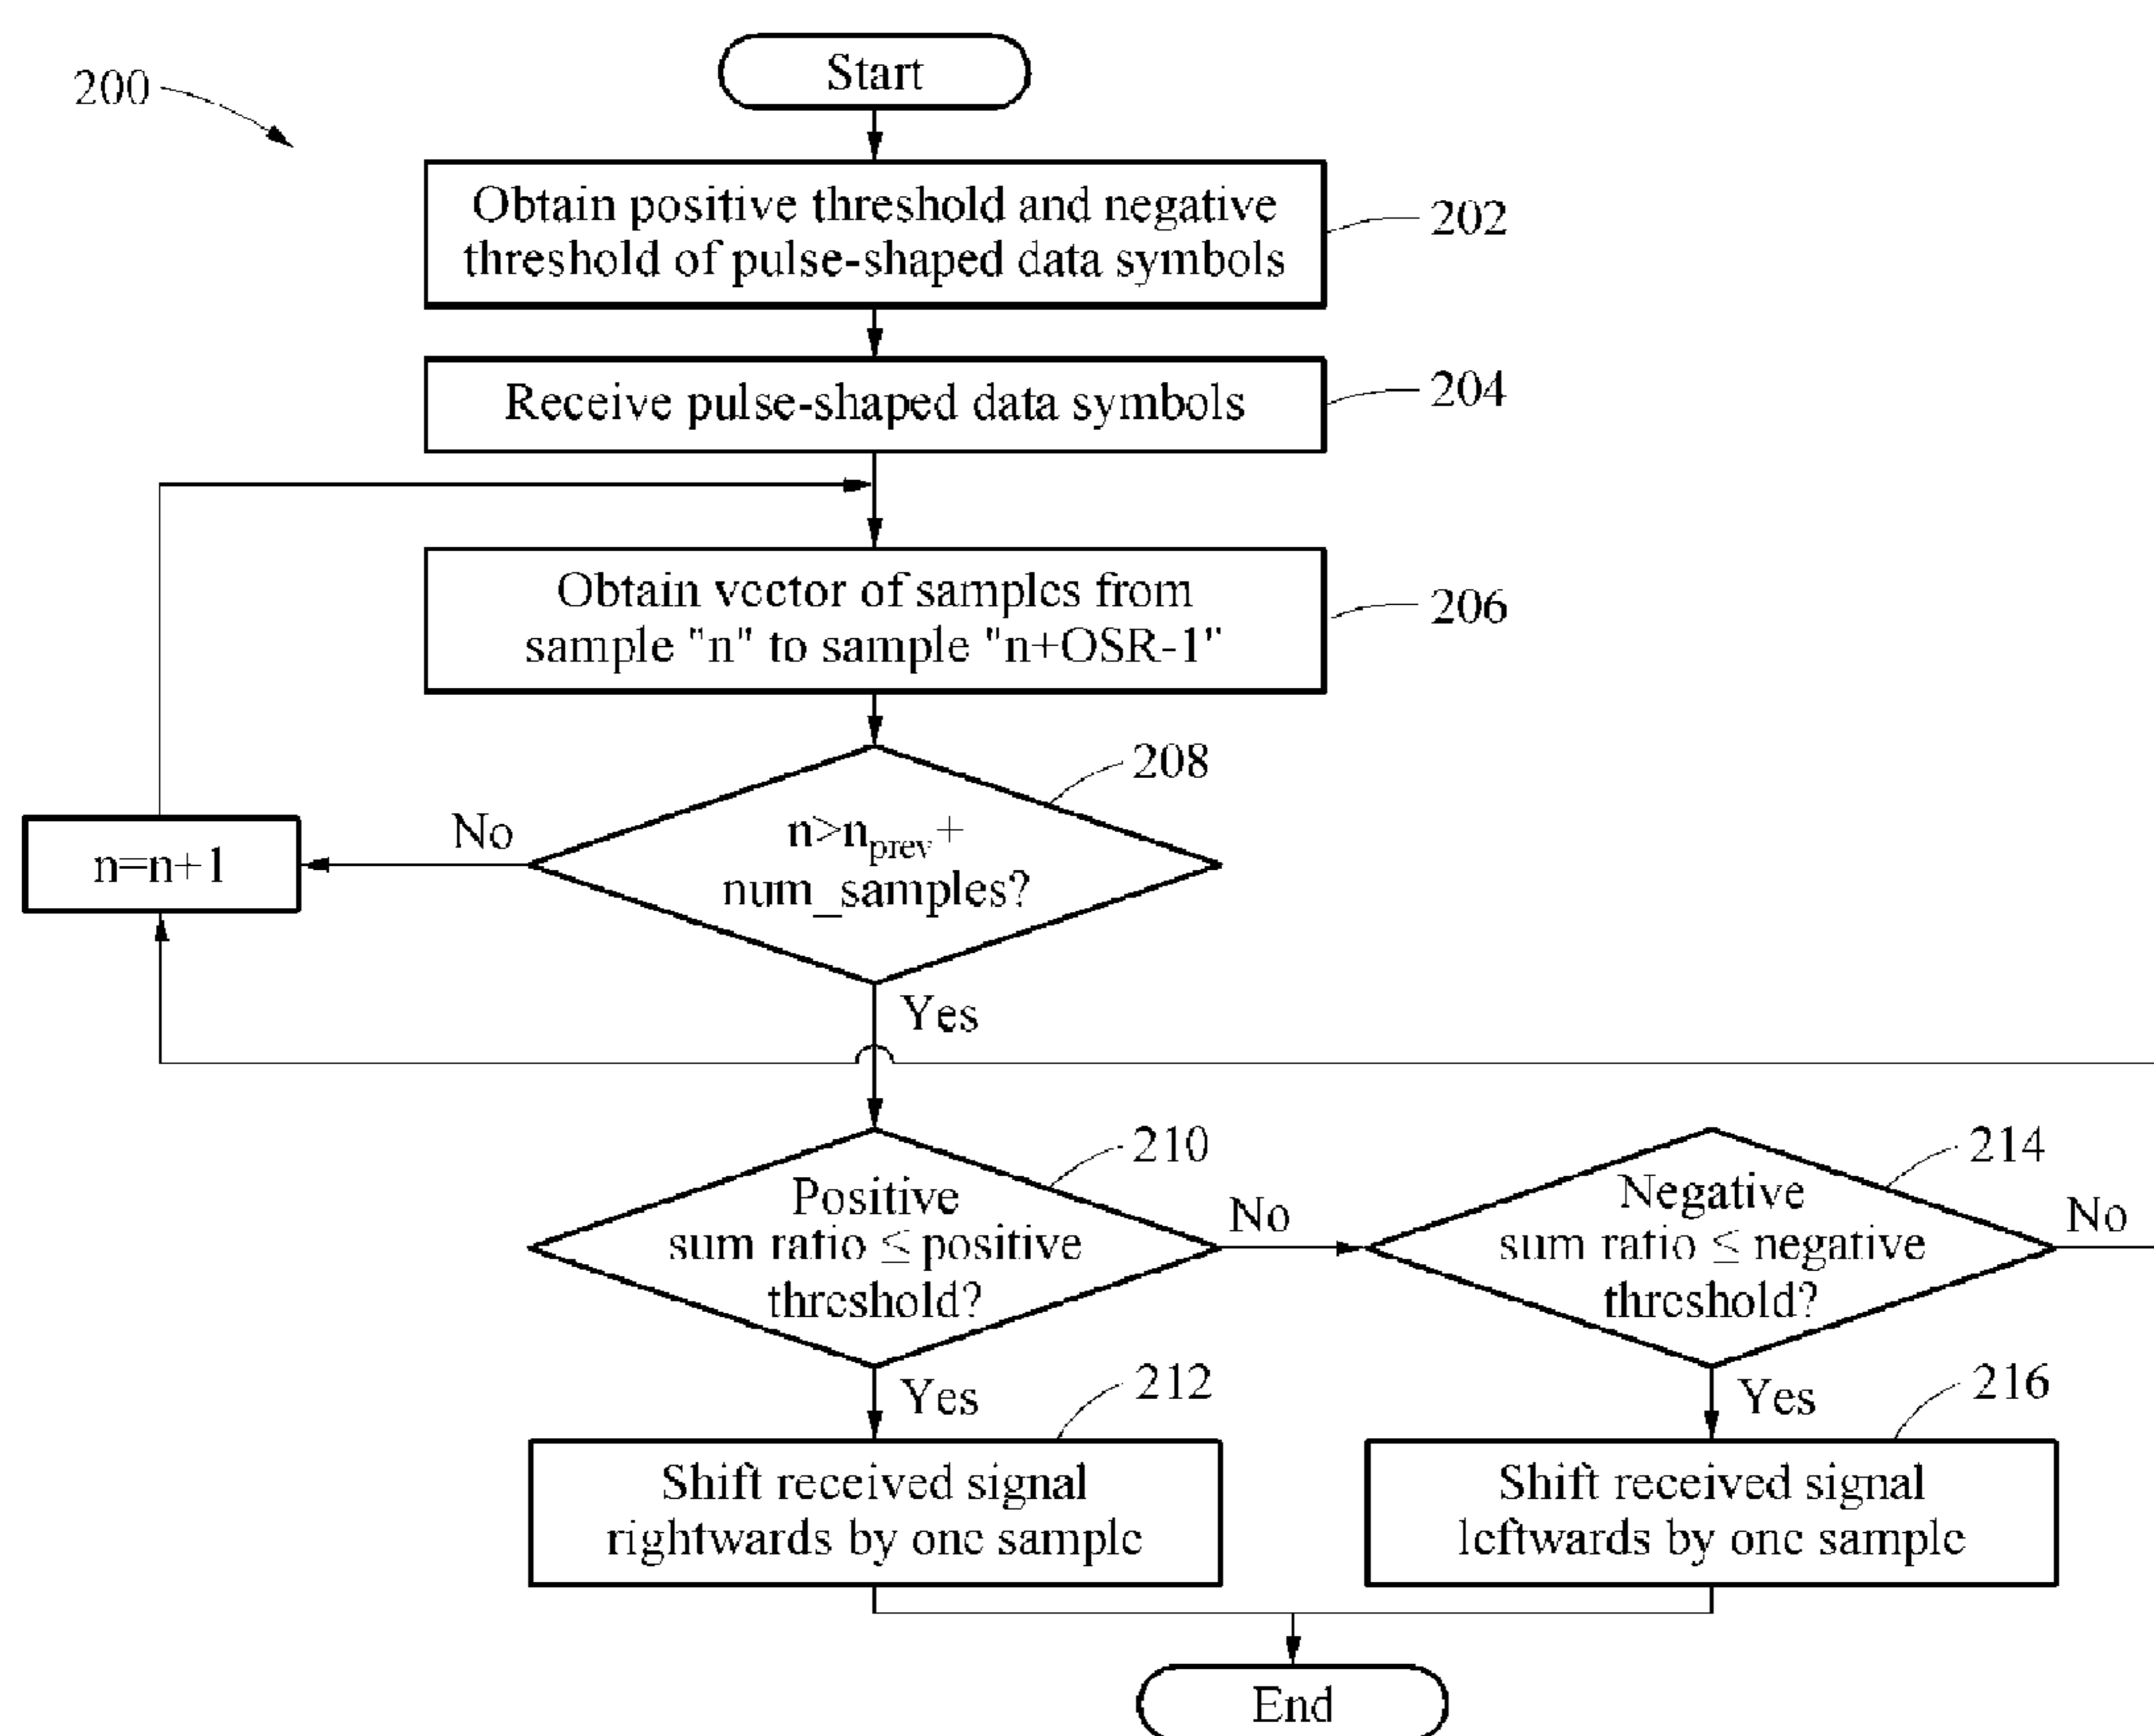 Start
200
Obtain positive threshold and negative
threshold of pulse-shaped data symbols
202
Receive pulse-shaped data symbols
204
Obtain vector of samples from
sample "n" to sample "n+OSR-1"
206
208
n>nprev+
num_samples?
No
n=n+1
Yes
210
Positive
sum ratio ≤ positive
threshold?
No
214
Negative
sum ratio ≤ negative
threshold?
No
Yes
212
Shift received signal
rightwards by one sample
Yes
216
Shift received signal
leftwards by one sample
End